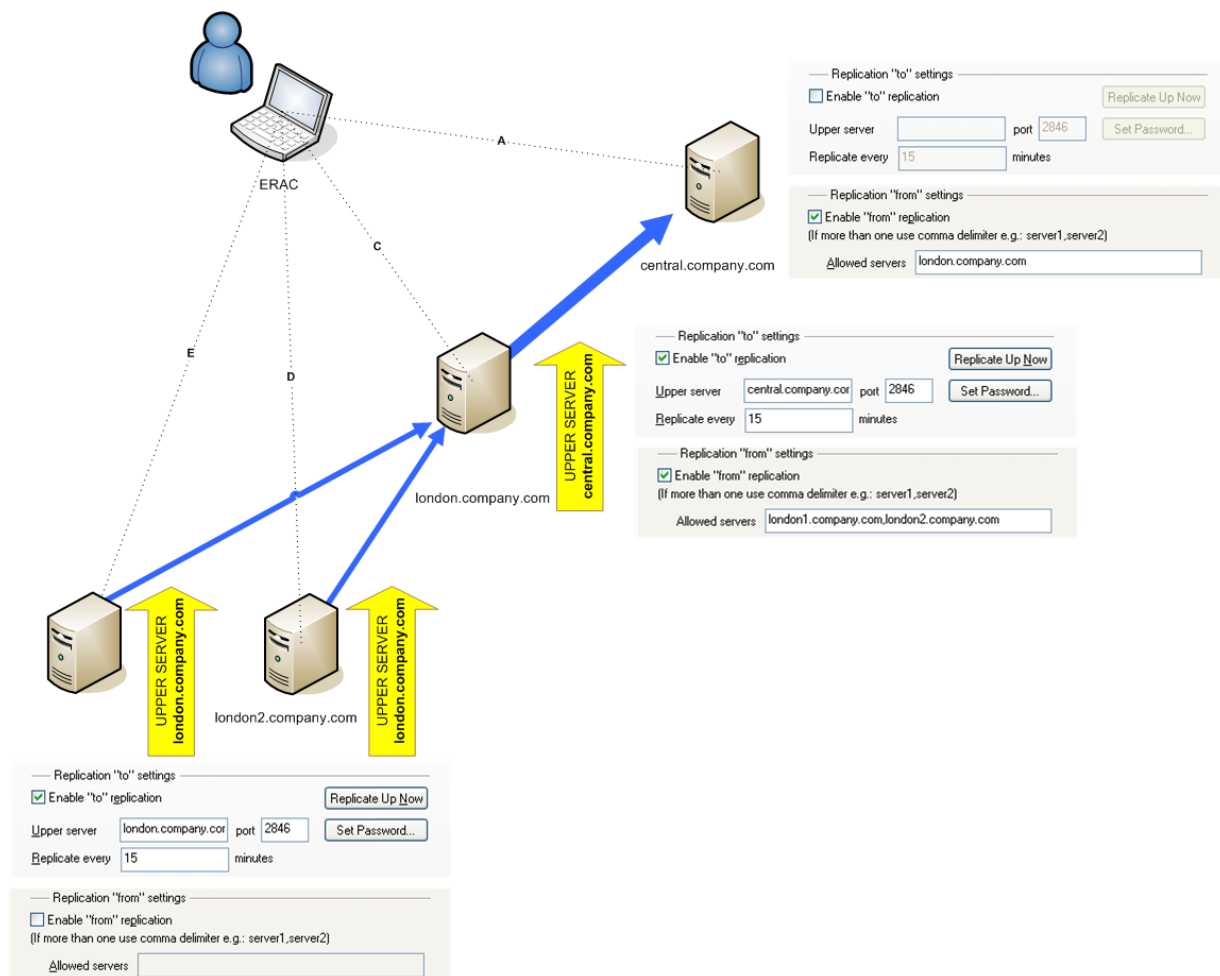 ERAC
A
C
E
D
central.company.com
Replication "to" settings
Enable "to" replication
Replicate Up Now
Upper server
port 2846
Set Password...
Replicate every 15 minutes
Replication "from" settings
Enable "from" replication
(If more than one use comma delimiter e.g.: server1,server2)
Allowed servers london.company.com
london.company.com
UPPER SERVER
central.company.com
Replication "to" settings
Enable "to" replication
Replicate Up Now
Upper server central.company.cor port 2846
Set Password...
Replicate every 15 minutes
Replication "from" settings
Enable "from" replication
(If more than one use comma delimiter e.g.: server1,server2)
Allowed servers london1.company.com,london2.company.com
UPPER SERVER
london.company.com
london2.company.com
UPPER SERVER
london.company.com
Replication "to" settings
Enable "to" replication
Replicate Up Now
Upper server london.company.cor port 2846
Set Password...
Replicate every 15 minutes
Replication "from" settings
Enable "from" replication
(If more than one use comma delimiter e.g.: server1,server2)
Allowed servers